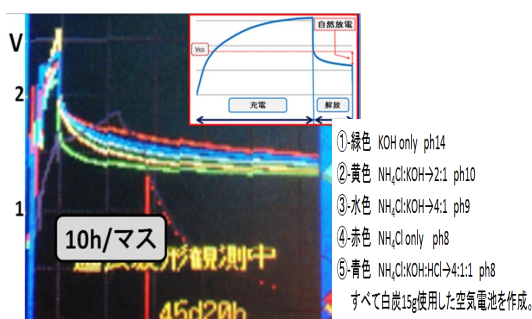 V
2
1
自然放電
Vcc
充電
解放
10h/マス
形観測中
45d20h
①-緑色 KOH only ph14
②-黄色 NH₄Cl:KOH→2:1 ph10
③-水色 NH₄Cl:KOH→4:1 ph9
④-赤色 NH₄Cl only ph8
⑤-青色 NH₄Cl:KOH:HCl→4:1:1 ph8
すべて白炭15g使用した空気電池を作成。